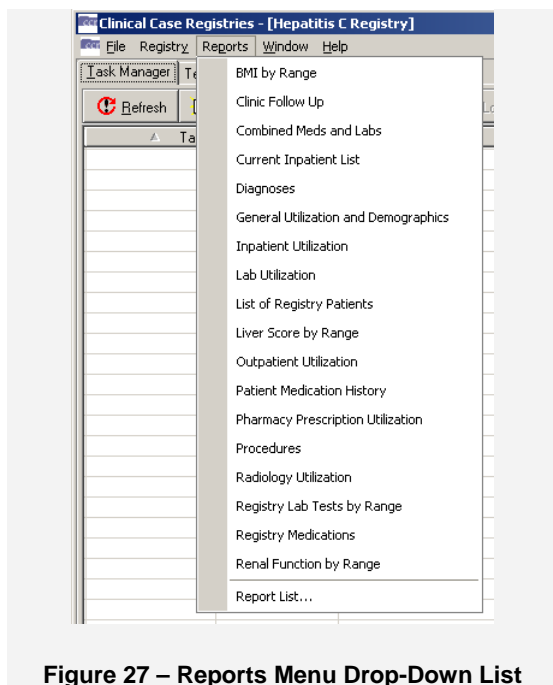 Clinical Case Registries - [Hepatitis C Registry]
File Registry Reports Window Help
Task Manager
Refresh
BMI by Range
Clinic Follow Up
Combined Meds and Labs
Current Inpatient List
Diagnoses
General Utilization and Demographics
Inpatient Utilization
Lab Utilization
List of Registry Patients
Liver Score by Range
Outpatient Utilization
Patient Medication History
Pharmacy Prescription Utilization
Procedures
Radiology Utilization
Registry Lab Tests by Range
Registry Medications
Renal Function by Range
Report List...
Figure 27 – Reports Menu Drop-Down List